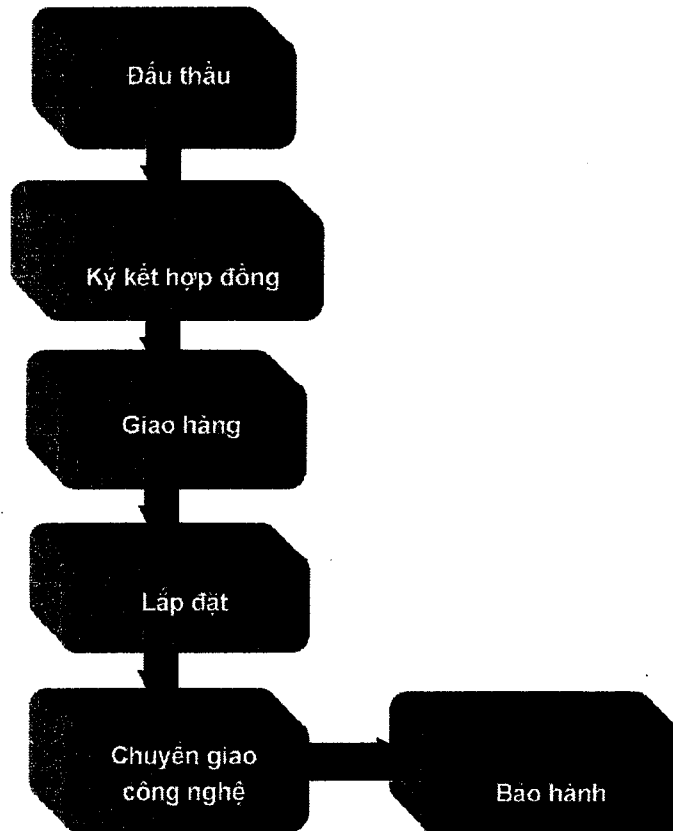 Đấu thầu
Ký kết hợp đồng
Giao hàng
Lắp đặt
Chuyển giao
công nghệ
Bảo hành